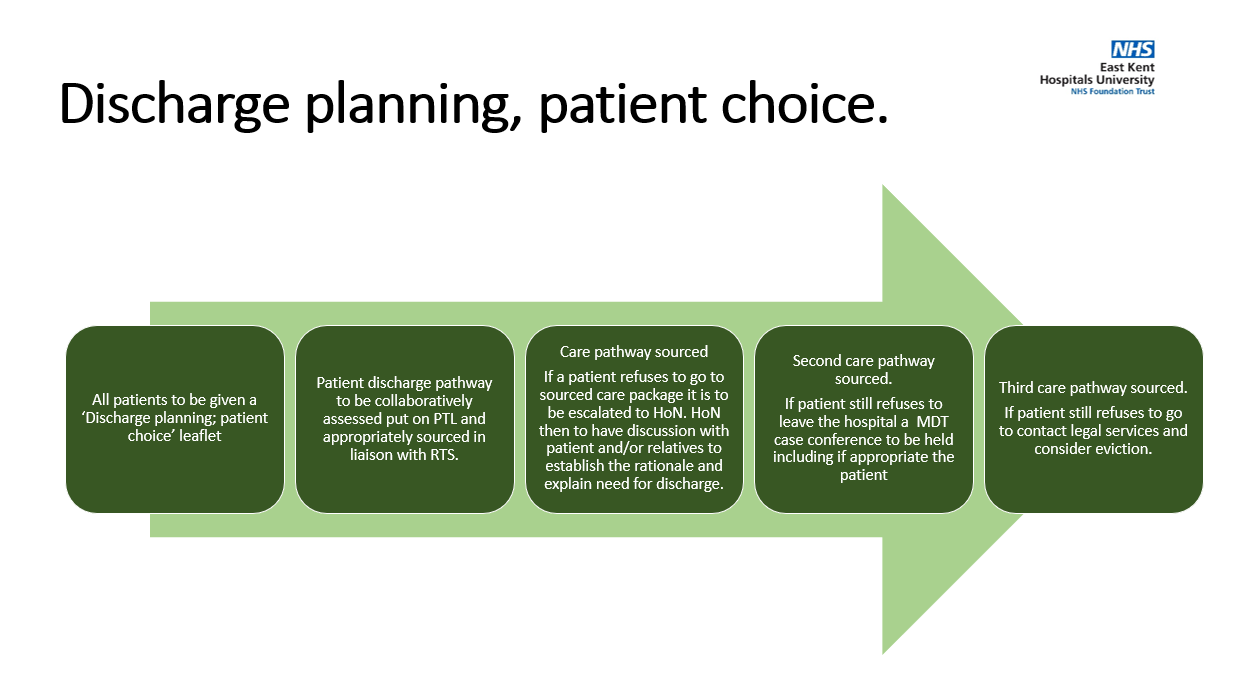 NHS
East Kent
Hospitals University
NHS Foundation Trust
Discharge planning, patient choice.
All patients to be given a
‘Discharge planning; patient
choice’ leaflet
Patient discharge pathway
to be collaboratively
assessed put on PTL and
appropriately sourced in
liaison with RTS.
Care pathway sourced
If a patient refuses to go to
sourced care package it is to
be escalated to HoN. HoN
then to have discussion with
patient and/or relatives to
establish the rationale and
explain need for discharge.
Second care pathway
sourced.
If patient still refuses to
leave the hospital a MDT
case conference to be held
including if appropriate the
patient
Third care pathway sourced.
If patient still refuses to go
to contact legal services and
consider eviction.